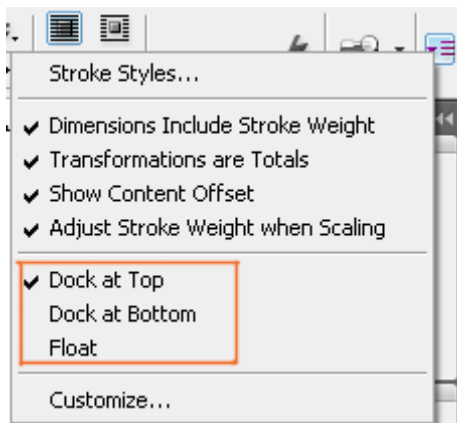 Stroke Styles...
Dimensions Include Stroke Weight
Transformations are Totals
Show Content Offset
Adjust Stroke Weight when Scaling
Dock at Top
Dock at Bottom
Float
Customize...